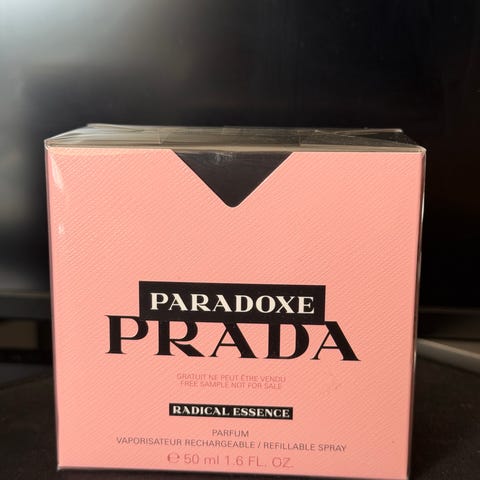 PARADOXE
PRADA
GRATUIT NE PEUT ÊTRE VENDU
FREE SAMPLE NOT FOR SALE
RADICAL ESSENCE
PARFUM
VAPORISATEUR RECHARGEABLE / REFILLABLE SPRAY
℮ 50 ml 1.6 FL. OZ.